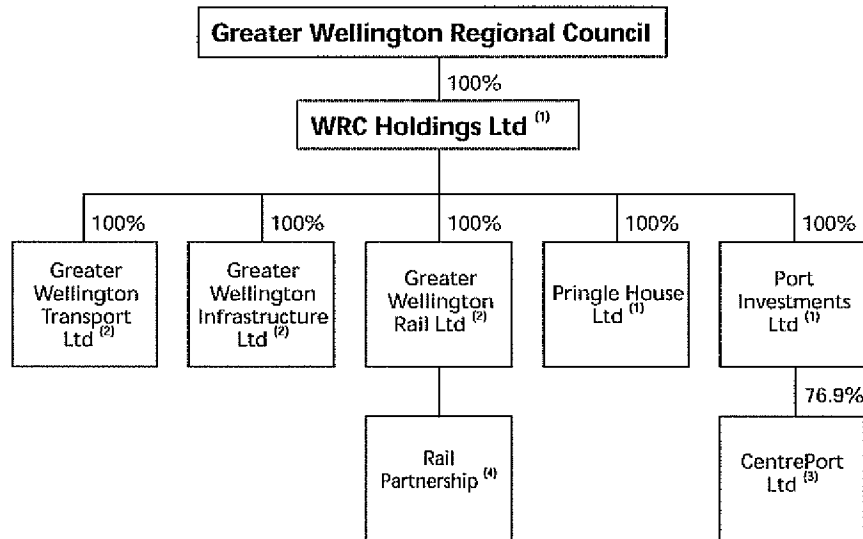 Greater Wellington Regional Council
100%
WRC Holdings Ltd (1)
100%
100%
100%
100%
100%
Greater
Wellington
Transport
Ltd (2)
Greater
Wellington
Infrastructure
Ltd (2)
Greater
Wellington
Rail Ltd (2)
Pringle House
Ltd (1)
Port
Investments
Ltd (1)
76.9%
Rail
Partnership (4)
CentrePort
Ltd (3)